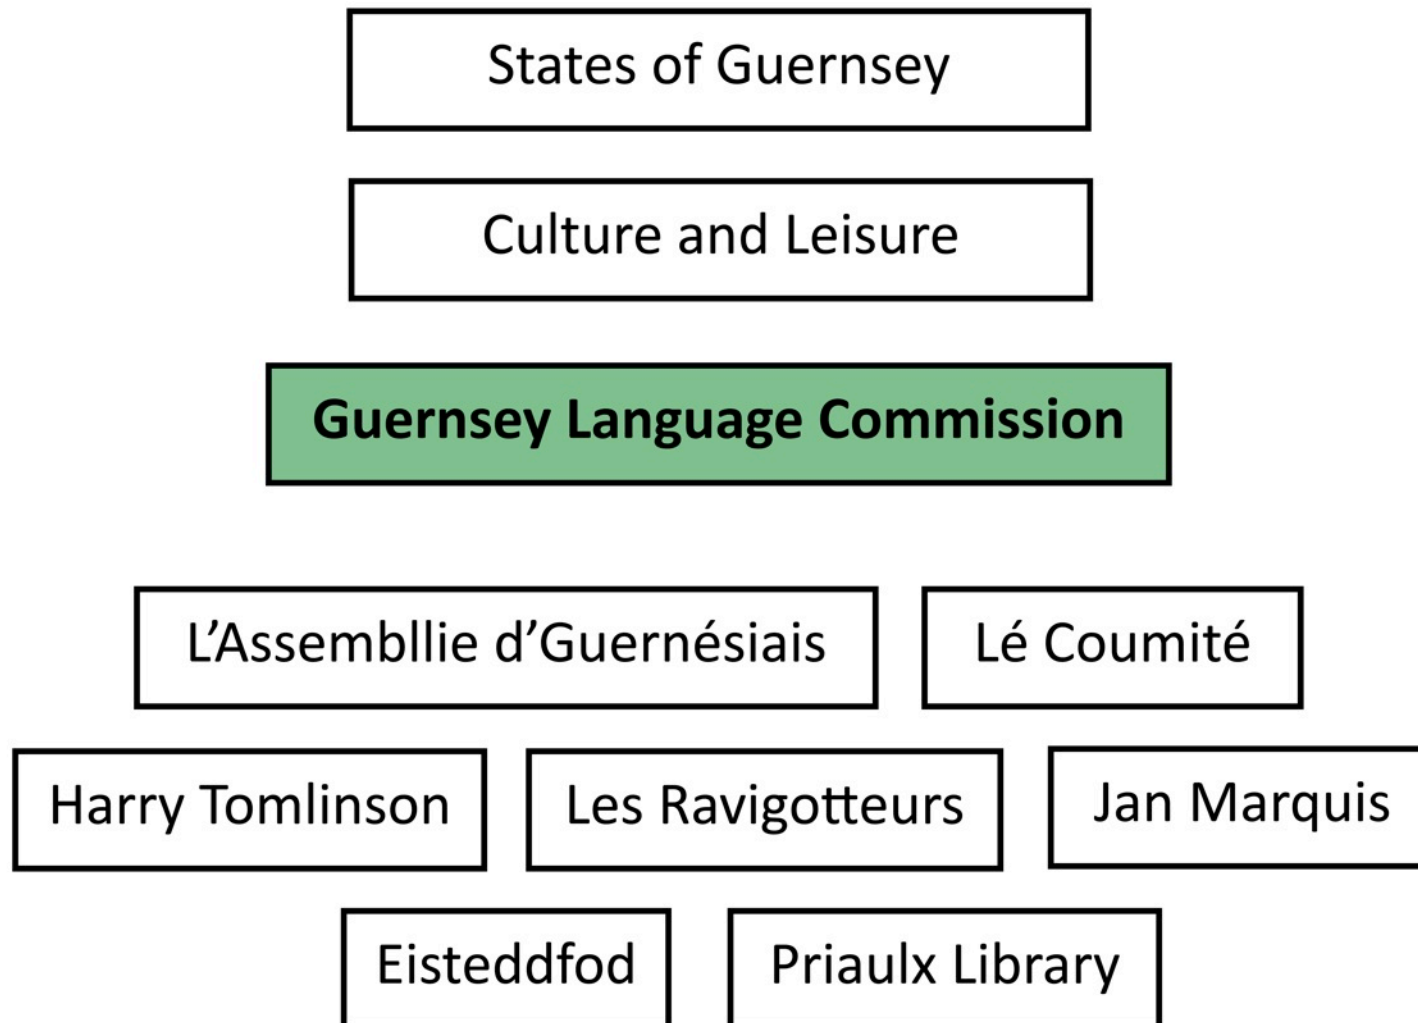 States of Guernsey
Culture and Leisure
Guernsey Language Commission
L’Assembllie d’Guernésiais
Lé Coumité
Harry Tomlinson
Les Ravigotteurs
Jan Marquis
Eisteddfod
Priaulx Library